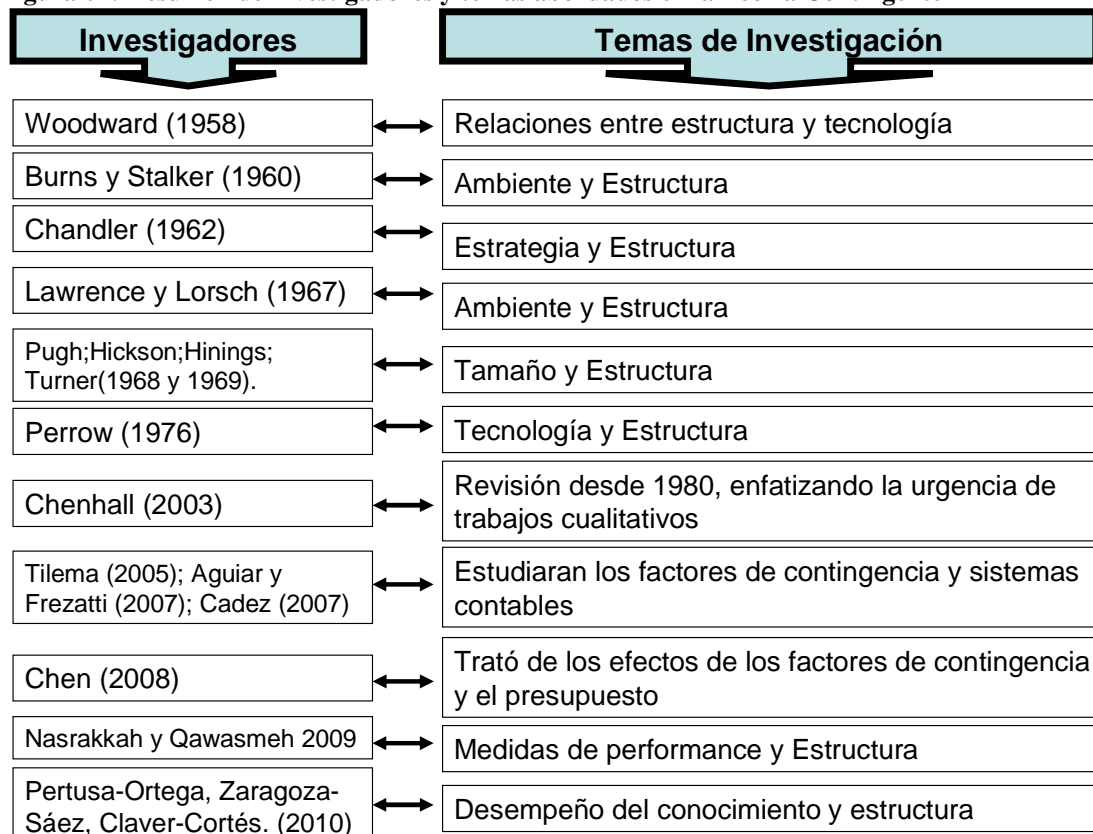 Investigadores
Temas de Investigación
Woodward (1958)
Relaciones entre estructura y tecnología
Burns y Stalker (1960)
Ambiente y Estructura
Chandler (1962)
Estrategia y Estructura
Lawrence y Lorsch (1967)
Ambiente y Estructura
Pugh;Hickson;Hinings;
Turner(1968 y 1969).
Tamaño y Estructura
Perrow (1976)
Tecnología y Estructura
Chenhall (2003)
Revisión desde 1980, enfatizando la urgencia de
trabajos cualitativos
Tilema (2005); Aguiar y
Frezatti (2007); Cadez (2007)
Estudiaran los factores de contingencia y sistemas
contables
Chen (2008)
Trató de los efectos de los factores de contingencia
y el presupuesto
Nasrakkah y Qawasmeh 2009
Medidas de performance y Estructura
Pertusa-Ortega, Zaragoza-
Sáez, Claver-Cortés. (2010)
Desempeño del conocimiento y estructura